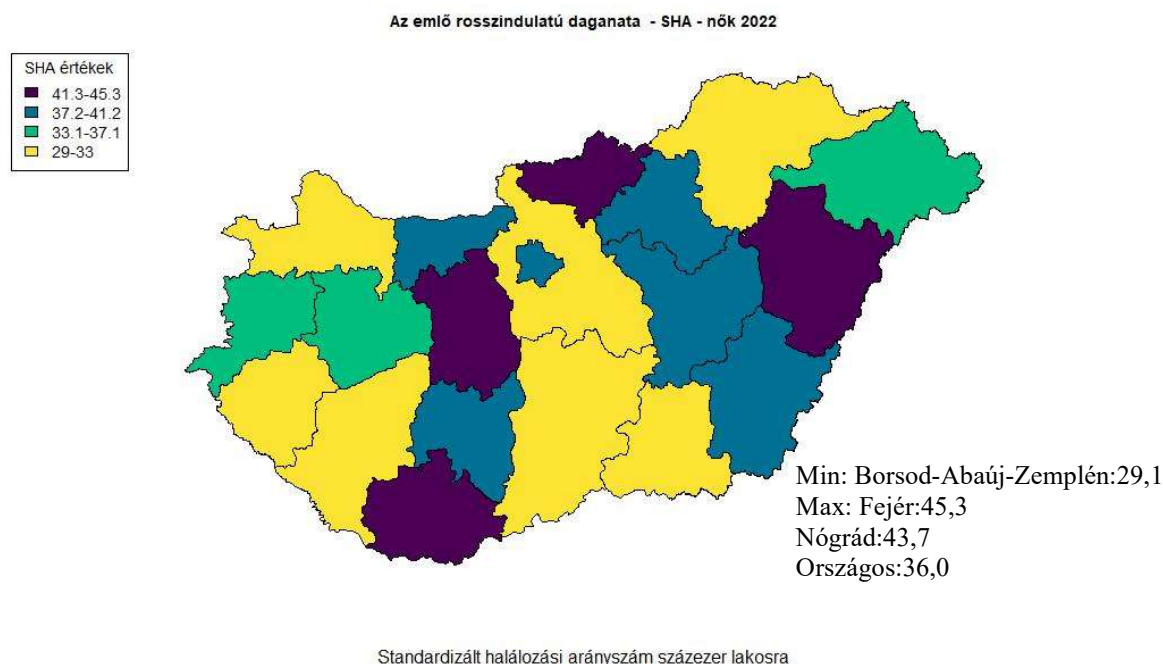 Az emlő rosszindulatú daganata - SHA - nők 2022
SHA értékek
41.3-45.3
37.2-41.2
33.1-37.1
29-33
Min: Borsod-Abaúj-Zemplén:29,1
Max: Fejér:45,3
Nógrád:43,7
Országos:36,0
Standardizált halálozási arányszám százezer lakosra